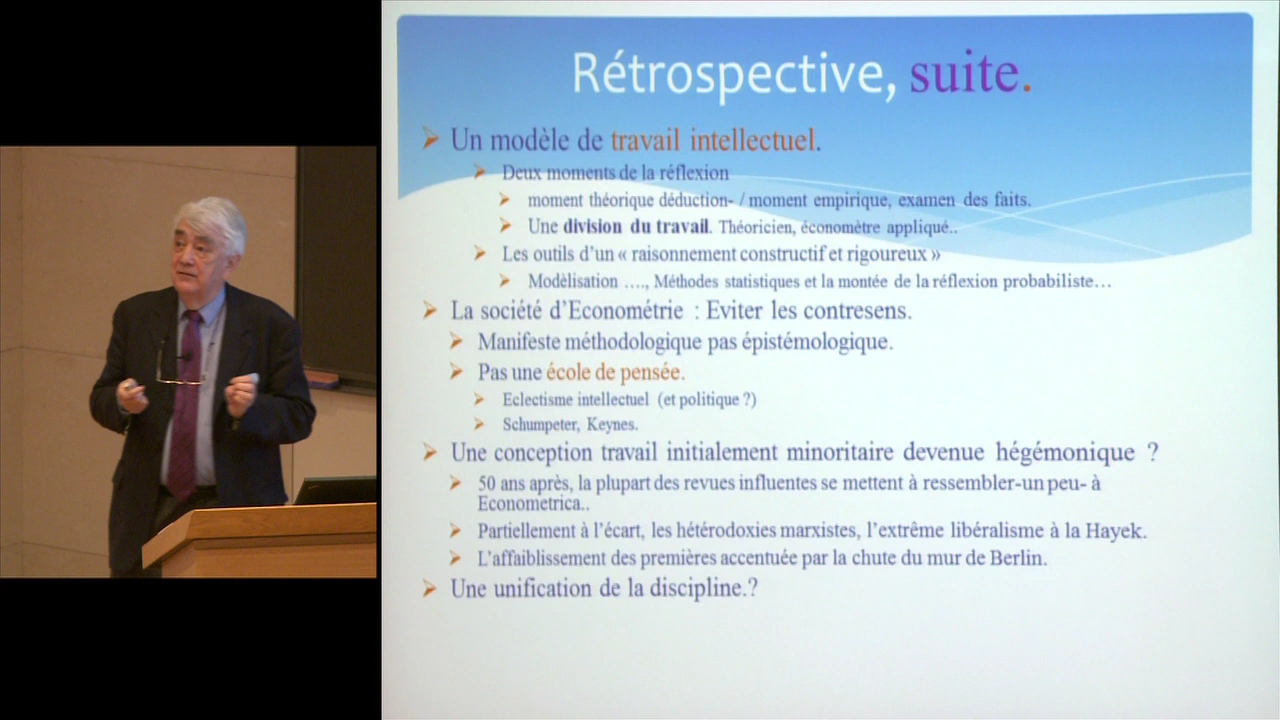 Rétrospective, suite.
Un modèle de travail intellectuel.
Deux moments de la réflexion
moment théorique déduction- / moment empirique, examen des faits.
Une division du travail. Théoricien, économètre appliqué..
Les outils d'un « raisonnement constructif et rigoureux »
Modèlisation …., Méthodes statistiques et la montée de la réflexion probabiliste…
La société d'Econométrie : Eviter les contresens.
Manifeste méthodologique pas épistémologique.
Pas une école de pensée.
Eclectisme intellectuel (et politique ?)
Schumpeter, Keynes.
Une conception travail initialement minoritaire devenue hégémonique ?
50 ans après, la plupart des revues influentes se mettent à ressembler-un peu- à
Econometrica..
Partiellement à l'écart, les hétérodoxies marxistes, l'extrême libéralisme à la Hayek.
L'affaiblissement des premières accentuée par la chute du mur de Berlin.
Une unification de la discipline.?